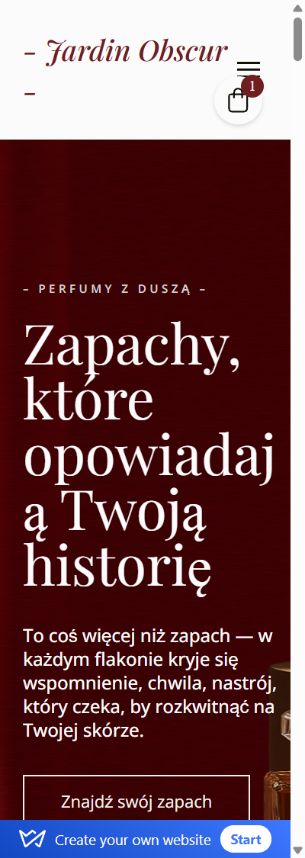 – Jardin Obscur
–
1
– PERFUMY Z DUSZĄ –
Zapachy,
które
opowiadaj
ą Twoją
historię
To coś więcej niż zapach — w
każdym flakonie kryje się
wspomnienie, chwila, nastrój,
który czeka, by rozkwitnąć na
Twojej skórze.
Znajdź swój zapach
Create your own website
Start